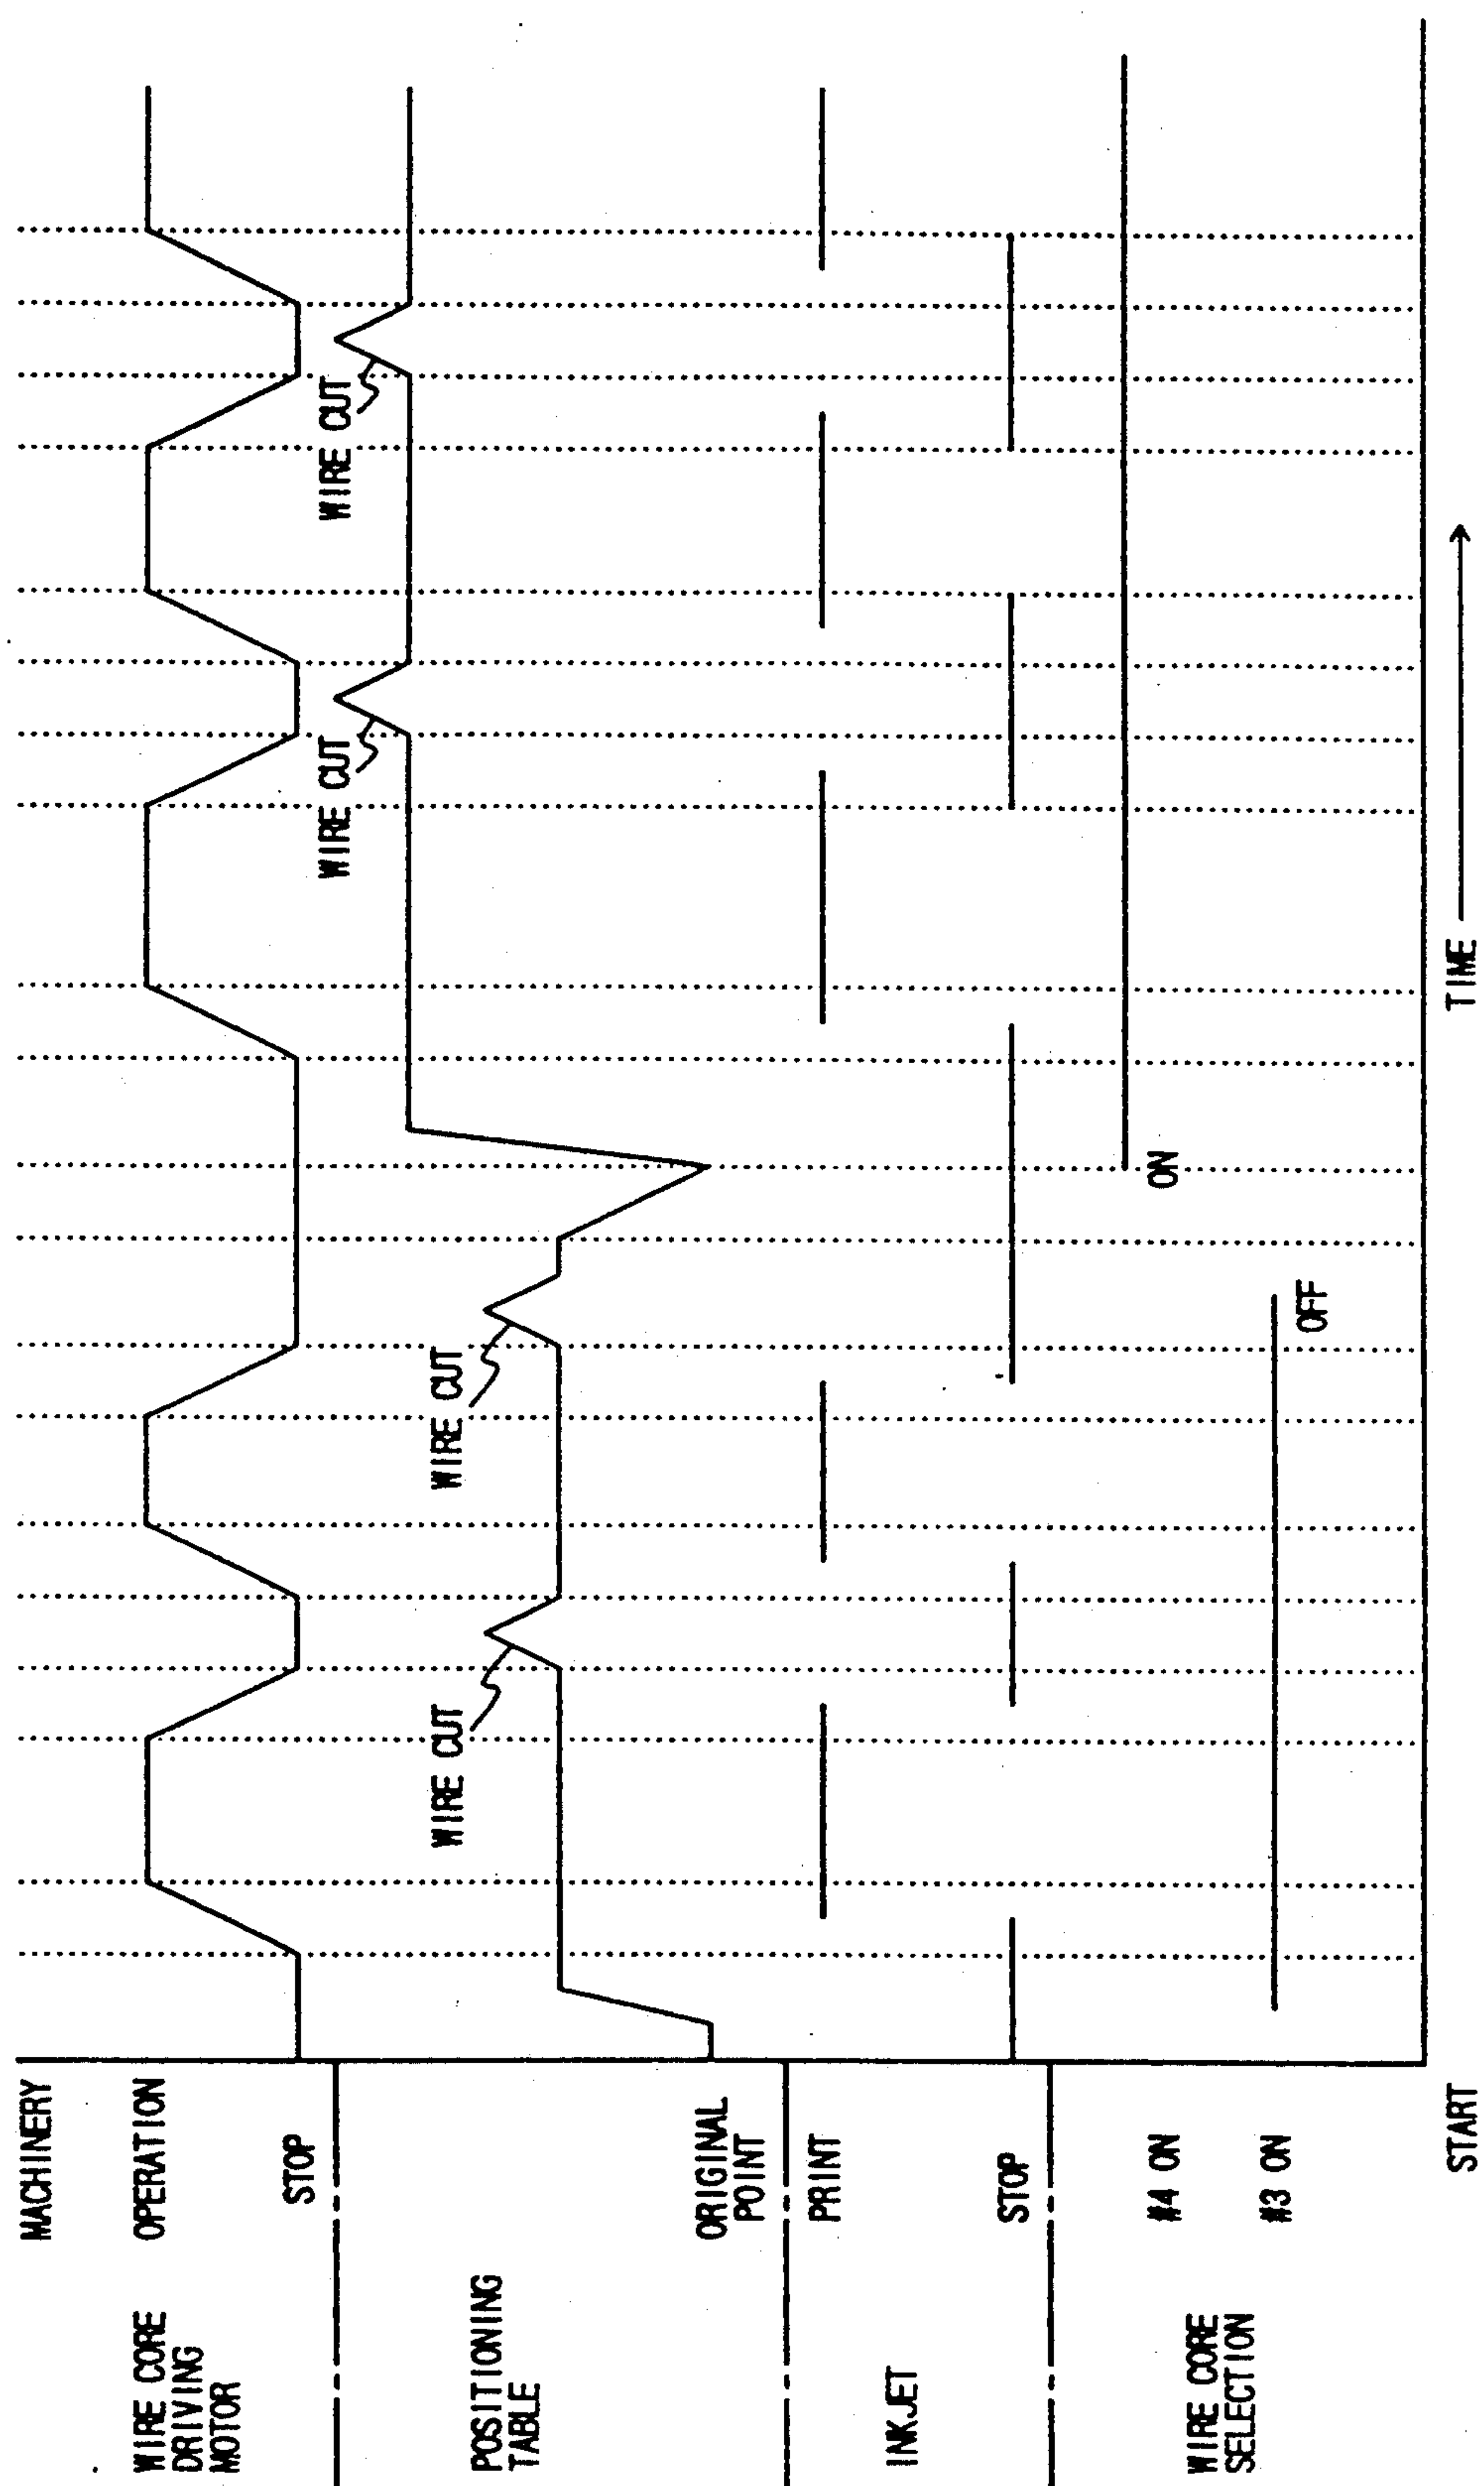 MACHINERY
WIRE CORE
DRIVING
MOTOR
OPERATION
STOP
WIRE CUT
WIRE CUT
POSITIONING
TABLE
WIRE CUT
WIRE CUT
ORIGINAL
POINT
INKJET
PRINT
STOP
WIRE CORE
SELECTION
#4 ON
ON
#3 ON
OFF
START
TIME